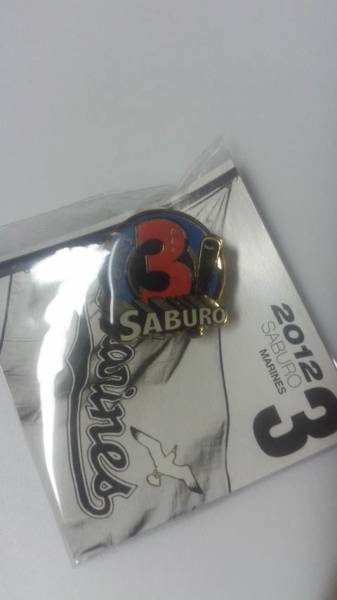 3
SABURO
2012
SABURO
MARINES
3
Marines